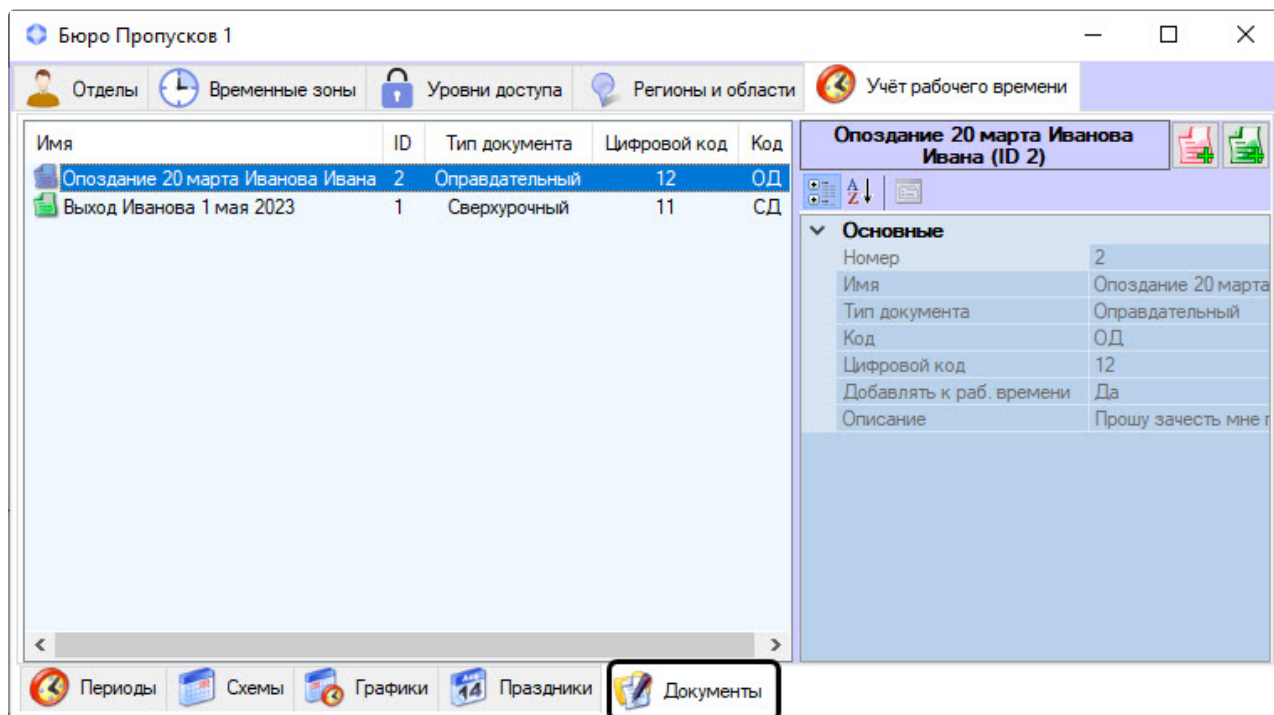 Бюро Пропусков 1
Отделы Временные зоны Уровни доступа Регионы и области Учёт рабочего времени
Имя ID Тип документа Цифровой код Код
Опоздание 20 марта Иванова Ивана 2 Оправдательный 12 ОД
Выход Иванова 1 мая 2023 1 Сверхурочный 11 СД
Опоздание 20 марта Иванова
Ивана (ID 2)
Основные
Номер 2
Имя Опоздание 20 марта
Тип документа Оправдательный
Код ОД
Цифровой код 12
Добавлять к раб. времени Да
Описание Прошу зачесть мне
Периоды Схемы Графики Праздники Документы